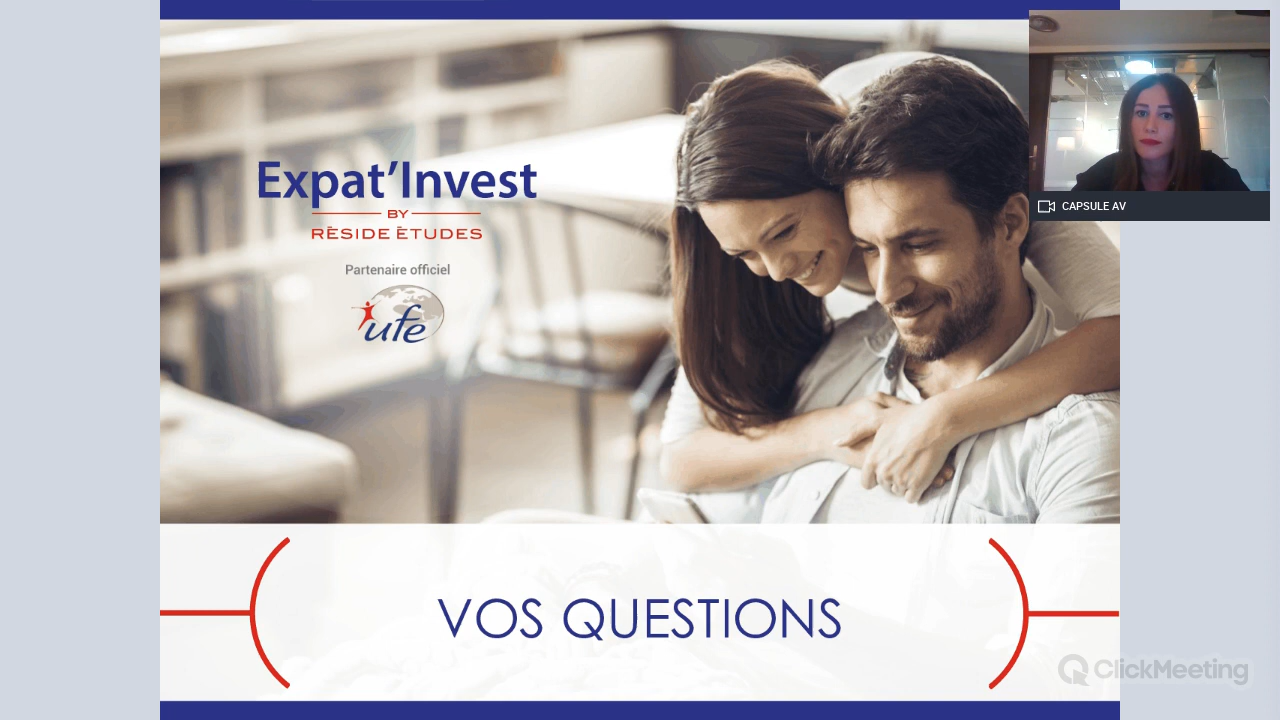 Expat’Invest
BY
RÉSIDE ÉTUDES
Partenaire officiel
ufe
CAPSULE AV
VOS QUESTIONS
ClickMeeting